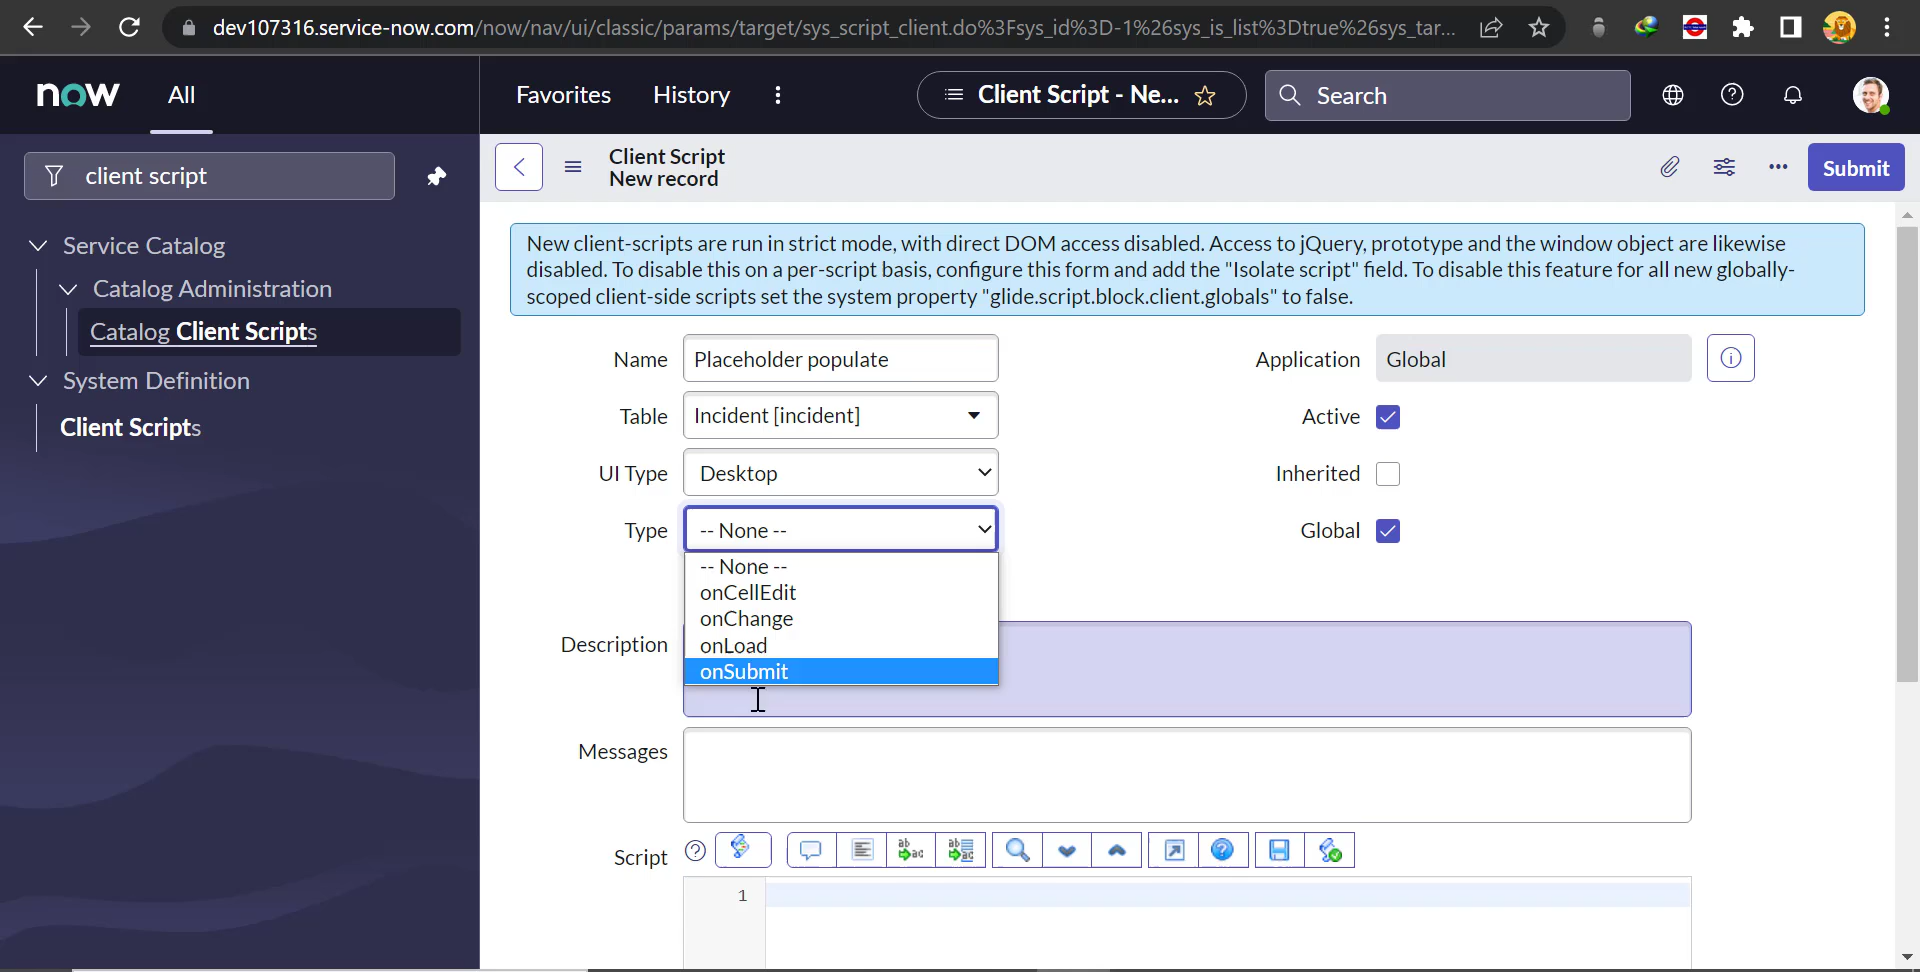 dev107316.service-now.com/now/nav/ui/classic/params/target/sys_script_client.do%3Fsys_id%3D-1%26sys_is_list%3Dtrue%26sys_tar...
now
All
Favorites
History
Client Script - Ne...
Search
client script
Client Script
New record
Submit
Service Catalog
Catalog Administration
Catalog Client Scripts
System Definition
Client Scripts
New client-scripts are run in strict mode, with direct DOM access disabled. Access to jQuery, prototype and the window object are likewise
disabled. To disable this on a per-script basis, configure this form and add the "Isolate script" field. To disable this feature for all new globally-
scoped client-side scripts set the system property "glide.script.block.client.globals" to false.
Name
Placeholder populate
Application
Global
Table
Incident [incident]
Active
UI Type
Desktop
Inherited
Type
-- None --
Global
-- None --
onCellEdit
onChange
onLoad
onSubmit
Description
Messages
Script
1